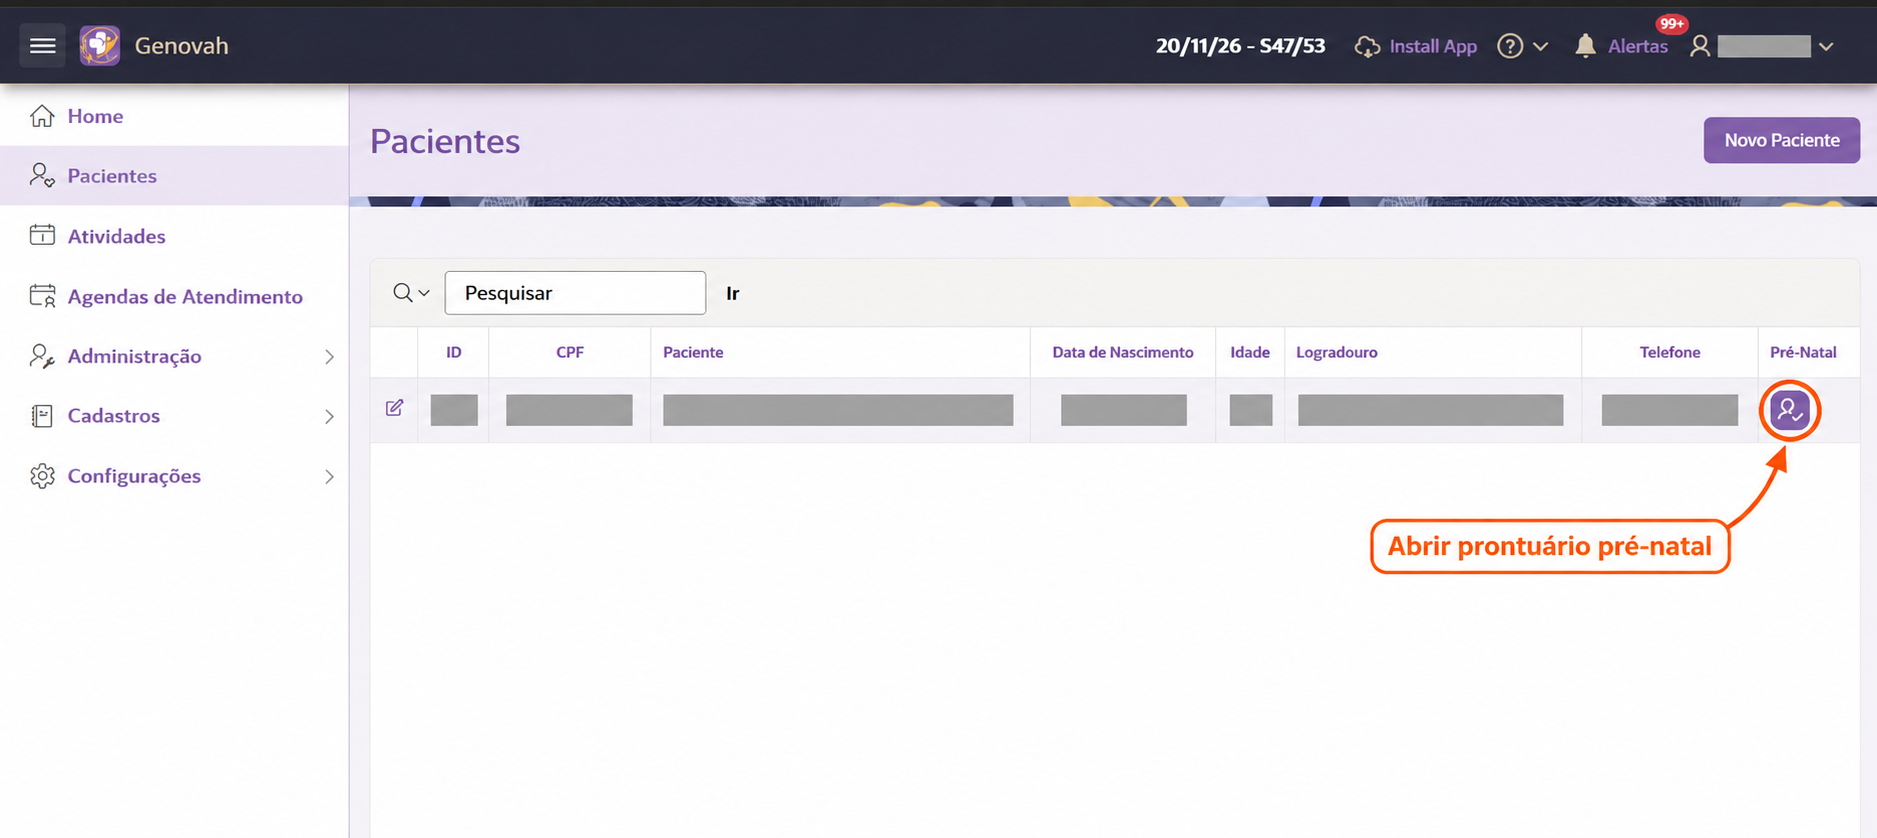 Genovah
20/11/26 - S47/53
Install App
99+
Alertas
Home
Pacientes
Atividades
Agendas de Atendimento
Administração
Cadastros
Configurações
Pacientes
Novo Paciente
Pesquisar
Ir
ID
CPF
Paciente
Data de Nascimento
Idade
Logradouro
Telefone
Pré-Natal
Abrir prontuário pré-natal